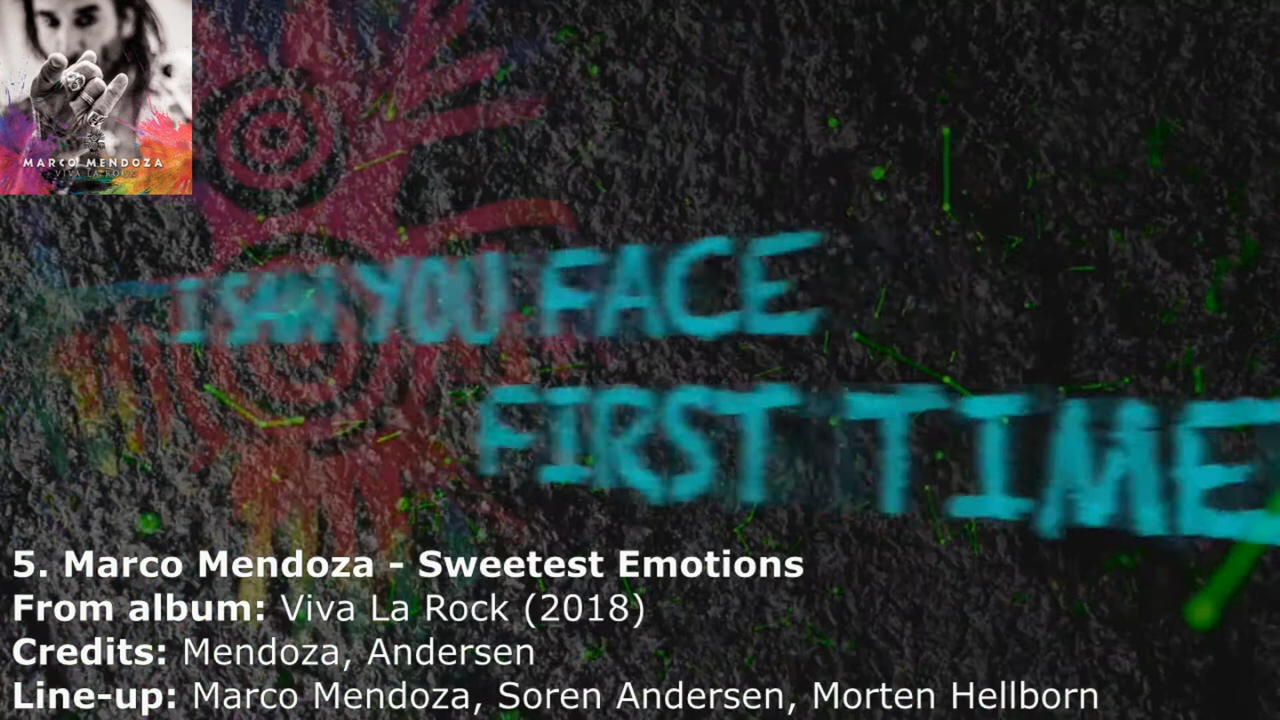 MARCO MENDOZA
VIVA LA ROCK
I SAW YOU FACE
FIRST TIME
5. Marco Mendoza - Sweetest Emotions
From album: Viva La Rock (2018)
Credits: Mendoza, Andersen
Line-up: Marco Mendoza, Soren Andersen, Morten Hellborn